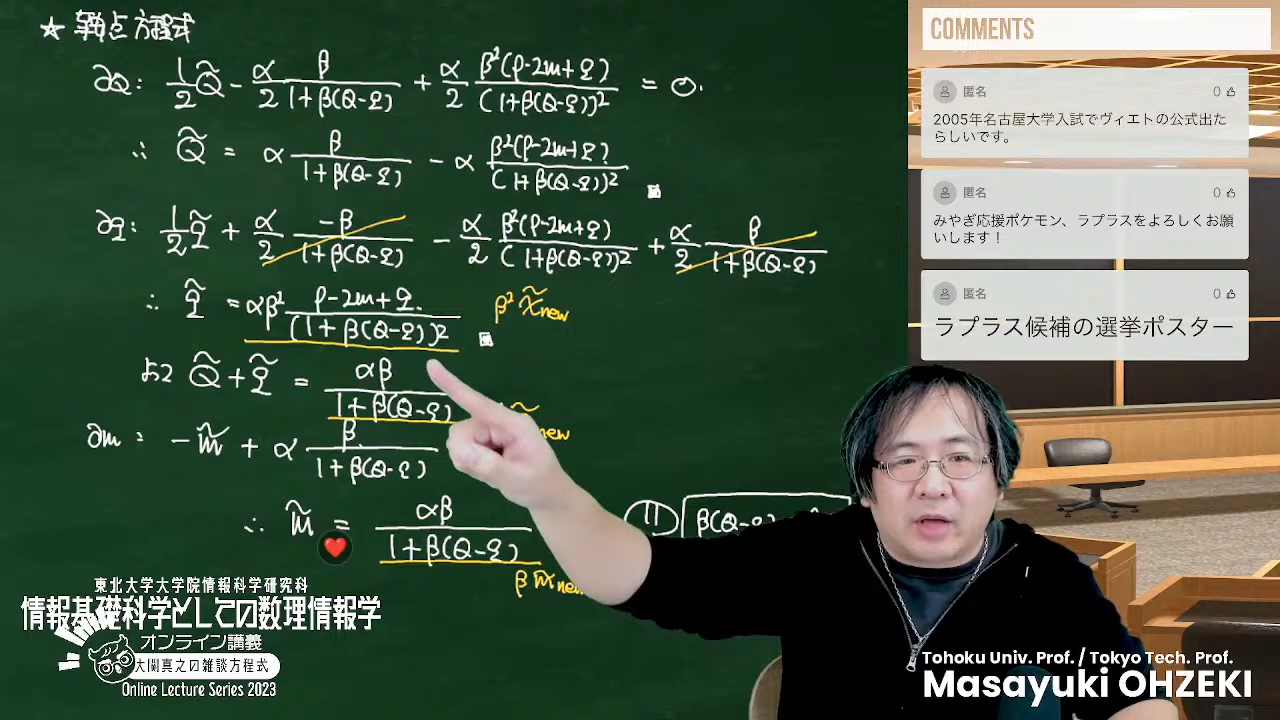 ★ 鞍点方程式
∂Q: 1/2 Q̃ - α/2 β/(1+β(Q-q)) + α/2 β²(ρ-2m+q)/(1+β(Q-q))² = 0.
∴ Q̃ = α β/(1+β(Q-q)) - α β²(ρ-2m+q)/(1+β(Q-q))²
∂q: 1/2 q̃ + α/2 -β/(1+β(Q-q)) - α/2 β²(ρ-2m+q)/(1+β(Q-q))² + α/2 β/(1+β(Q-q))
∴ q̃ = αβ² ρ-2m+q/(1+β(Q-q))² β² χ̃new
よって Q̃+q̃ = αβ/1+β(Q-q) new
∂m: -m̃ + α β/1+β(Q-q)
∴ m̃ = αβ/1+β(Q-q) β m̃new
β(Q-q)
東北大学大学院情報科学研究科
情報基礎科学としての数理情報学
オンライン講義
大関真之の雑談方程式
Online Lecture Series 2023
COMMENTS
匿名 0
2005年名古屋大学入試でヴィエトの公式出た
らしいです。
匿名 0
みやぎ応援ポケモン、ラプラスをよろしくお願
いします！
匿名 0
ラプラス候補の選挙ポスター
Tohoku Univ. Prof. / Tokyo Tech. Prof.
Masayuki OHZEKI